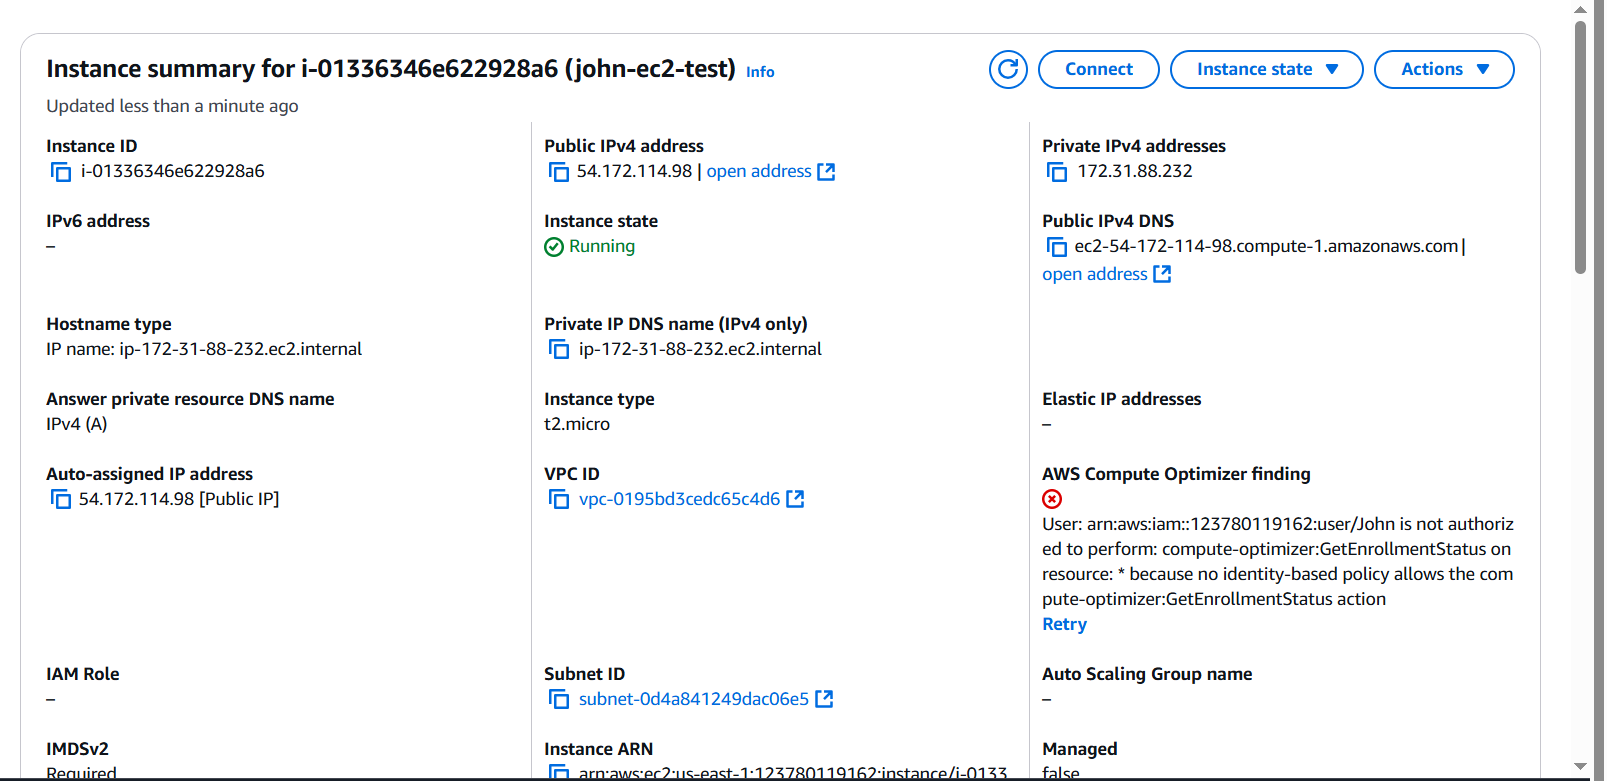 Instance summary for i-01336346e622928a6 (john-ec2-test) Info
Connect
Instance state
Actions
Updated less than a minute ago
Instance ID
i-01336346e622928a6
Public IPv4 address
54.172.114.98 | open address
Private IPv4 addresses
172.31.88.232
IPv6 address
–
Instance state
Running
Public IPv4 DNS
ec2-54-172-114-98.compute-1.amazonaws.com |
open address
Hostname type
IP name: ip-172-31-88-232.ec2.internal
Private IP DNS name (IPv4 only)
ip-172-31-88-232.ec2.internal
Answer private resource DNS name
IPv4 (A)
Instance type
t2.micro
Elastic IP addresses
–
Auto-assigned IP address
54.172.114.98 [Public IP]
VPC ID
vpc-0195bd3cedc65c4d6
AWS Compute Optimizer finding
User: arn:aws:iam::123780119162:user/John is not authoriz
ed to perform: compute-optimizer:GetEnrollmentStatus on
resource: * because no identity-based policy allows the com
pute-optimizer:GetEnrollmentStatus action
Retry
IAM Role
–
Subnet ID
subnet-0d4a841249dac06e5
Auto Scaling Group name
–
IMDSv2
Required
Instance ARN
arn:aws:ec2:us-east-1:123780119162:instance/i-0133
Managed
false